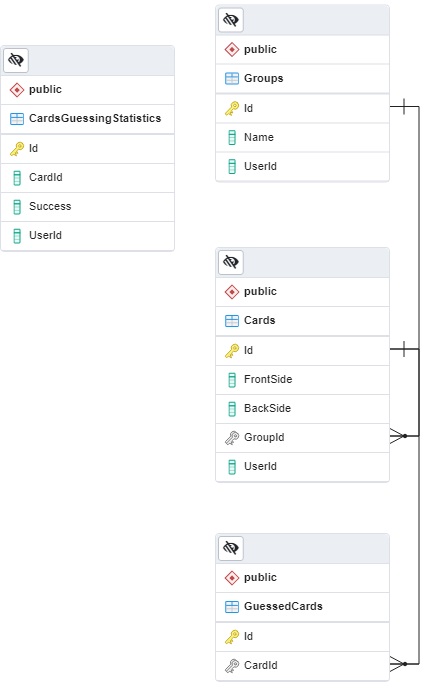 public
CardsGuessingStatistics
Id
CardId
Success
UserId
public
Groups
Id
Name
UserId
public
Cards
Id
FrontSide
BackSide
GroupId
UserId
public
GuessedCards
Id
CardId